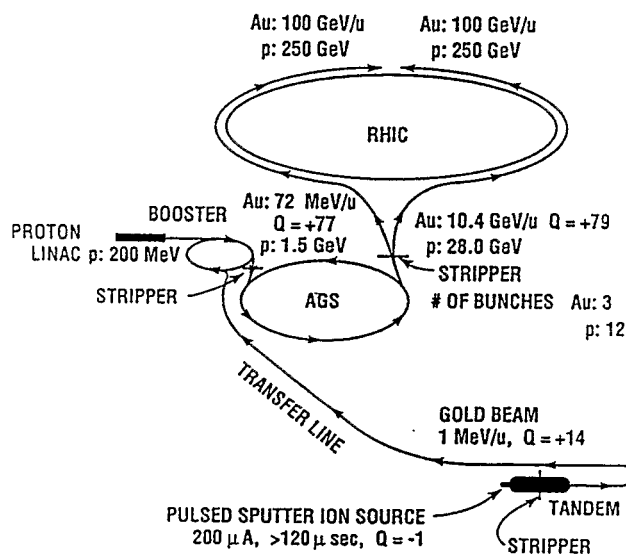 Au: 100 GeV/u
p: 250 GeV
Au: 100 GeV/u
p: 250 GeV
RHIC
Au: 72 MeV/u
Q = +77
p: 1.5 GeV
Au: 10.4 GeV/u Q = +79
p: 28.0 GeV
BOOSTER
PROTON
LINAC
p: 200 MeV
STRIPPER
STRIPPER
AGS
# OF BUNCHES Au: 3
p: 12
TRANSFER LINE
GOLD BEAM
1 MeV/u, Q = +14
TANDEM
PULSED SPUTTER ION SOURCE
200 μA, >120 μ sec, Q = -1
STRIPPER